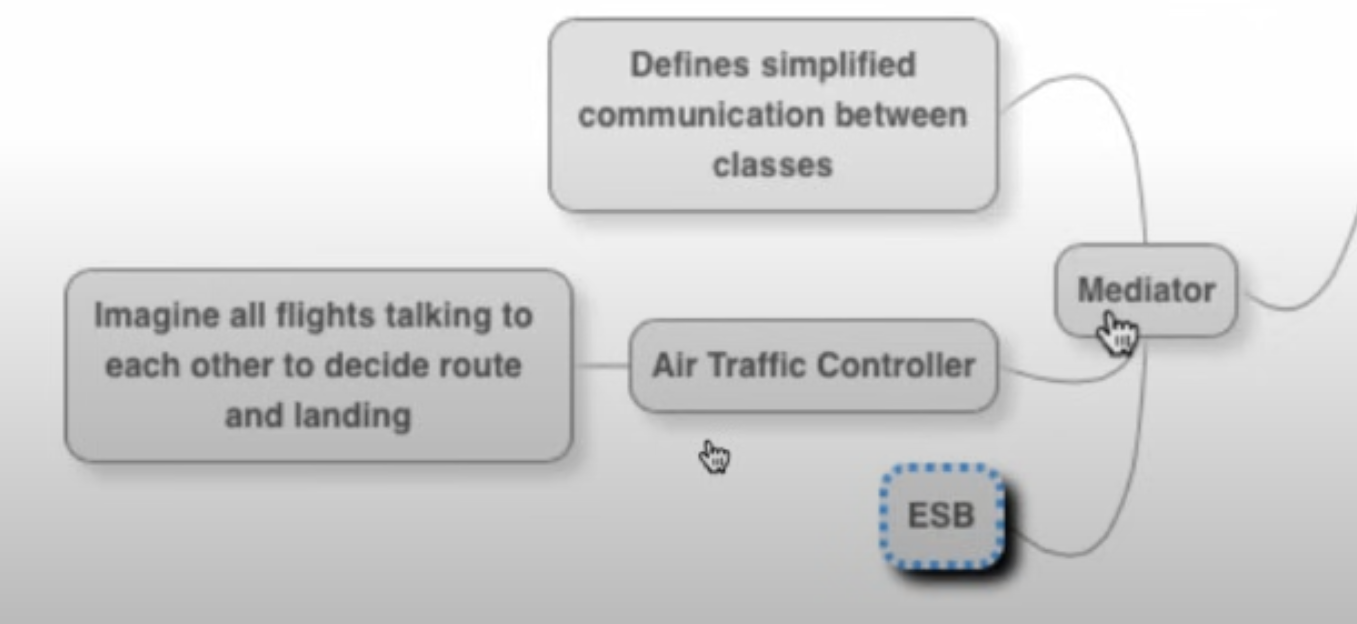 Defines simplified
communication between
classes
Mediator
Imagine all flights talking to
each other to decide route
and landing
Air Traffic Controller
ESB